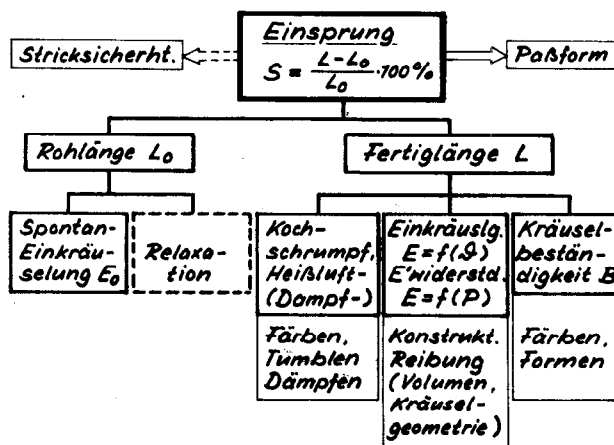 Einsprung
Stricksicherht.
S = (L-L₀)/L₀ ·100%
Paßform
Rohlänge L₀
Fertiglänge L
Spontan-
Einkräu-
selung E₀
Relaxa-
tion
Koch-
schrumpf,
Heißluft-
(Dampf-)
Färben,
Tumblen
Dämpfen
Einkräuslg.
E=f(ϑ)
E'widerstd.
E=f(P)
Konstrukt.
Reibung
(Volumen,
Kräusel-
geometrie)
Kräusel-
bestän-
digkeit B
Färben,
Formen